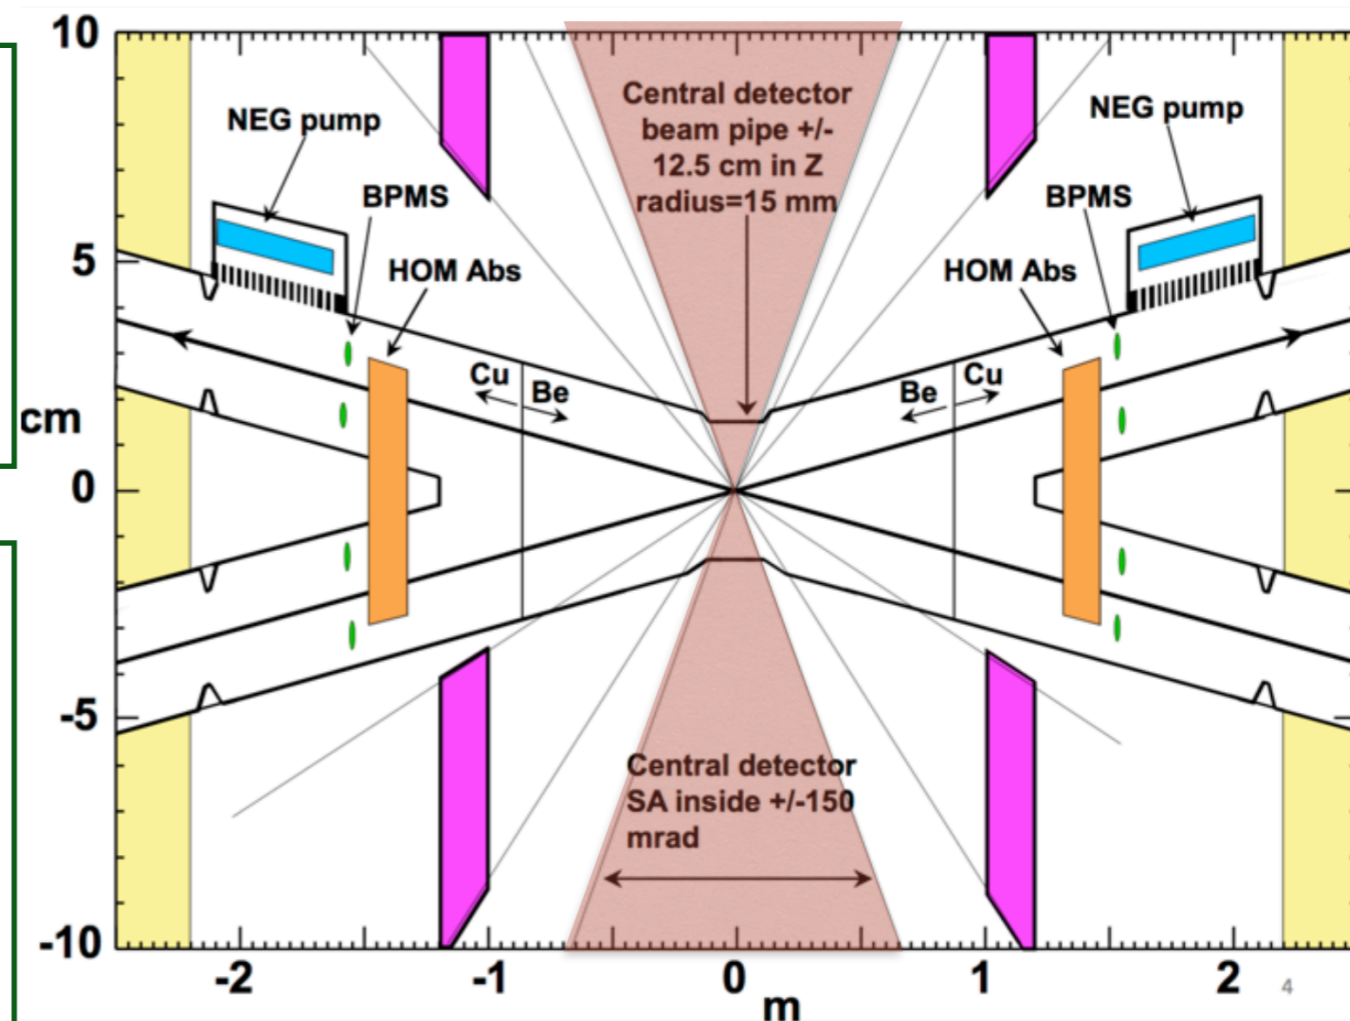 10
NEG pump
Central detector
beam pipe +/-
12.5 cm in Z
radius=15 mm
NEG pump
BPMS
BPMS
5
HOM Abs
HOM Abs
Cu
Be
Be
Cu
cm
0
-5
Central detector
SA inside +/-150
mrad
-10
-2
-1
0
1
2
m
4